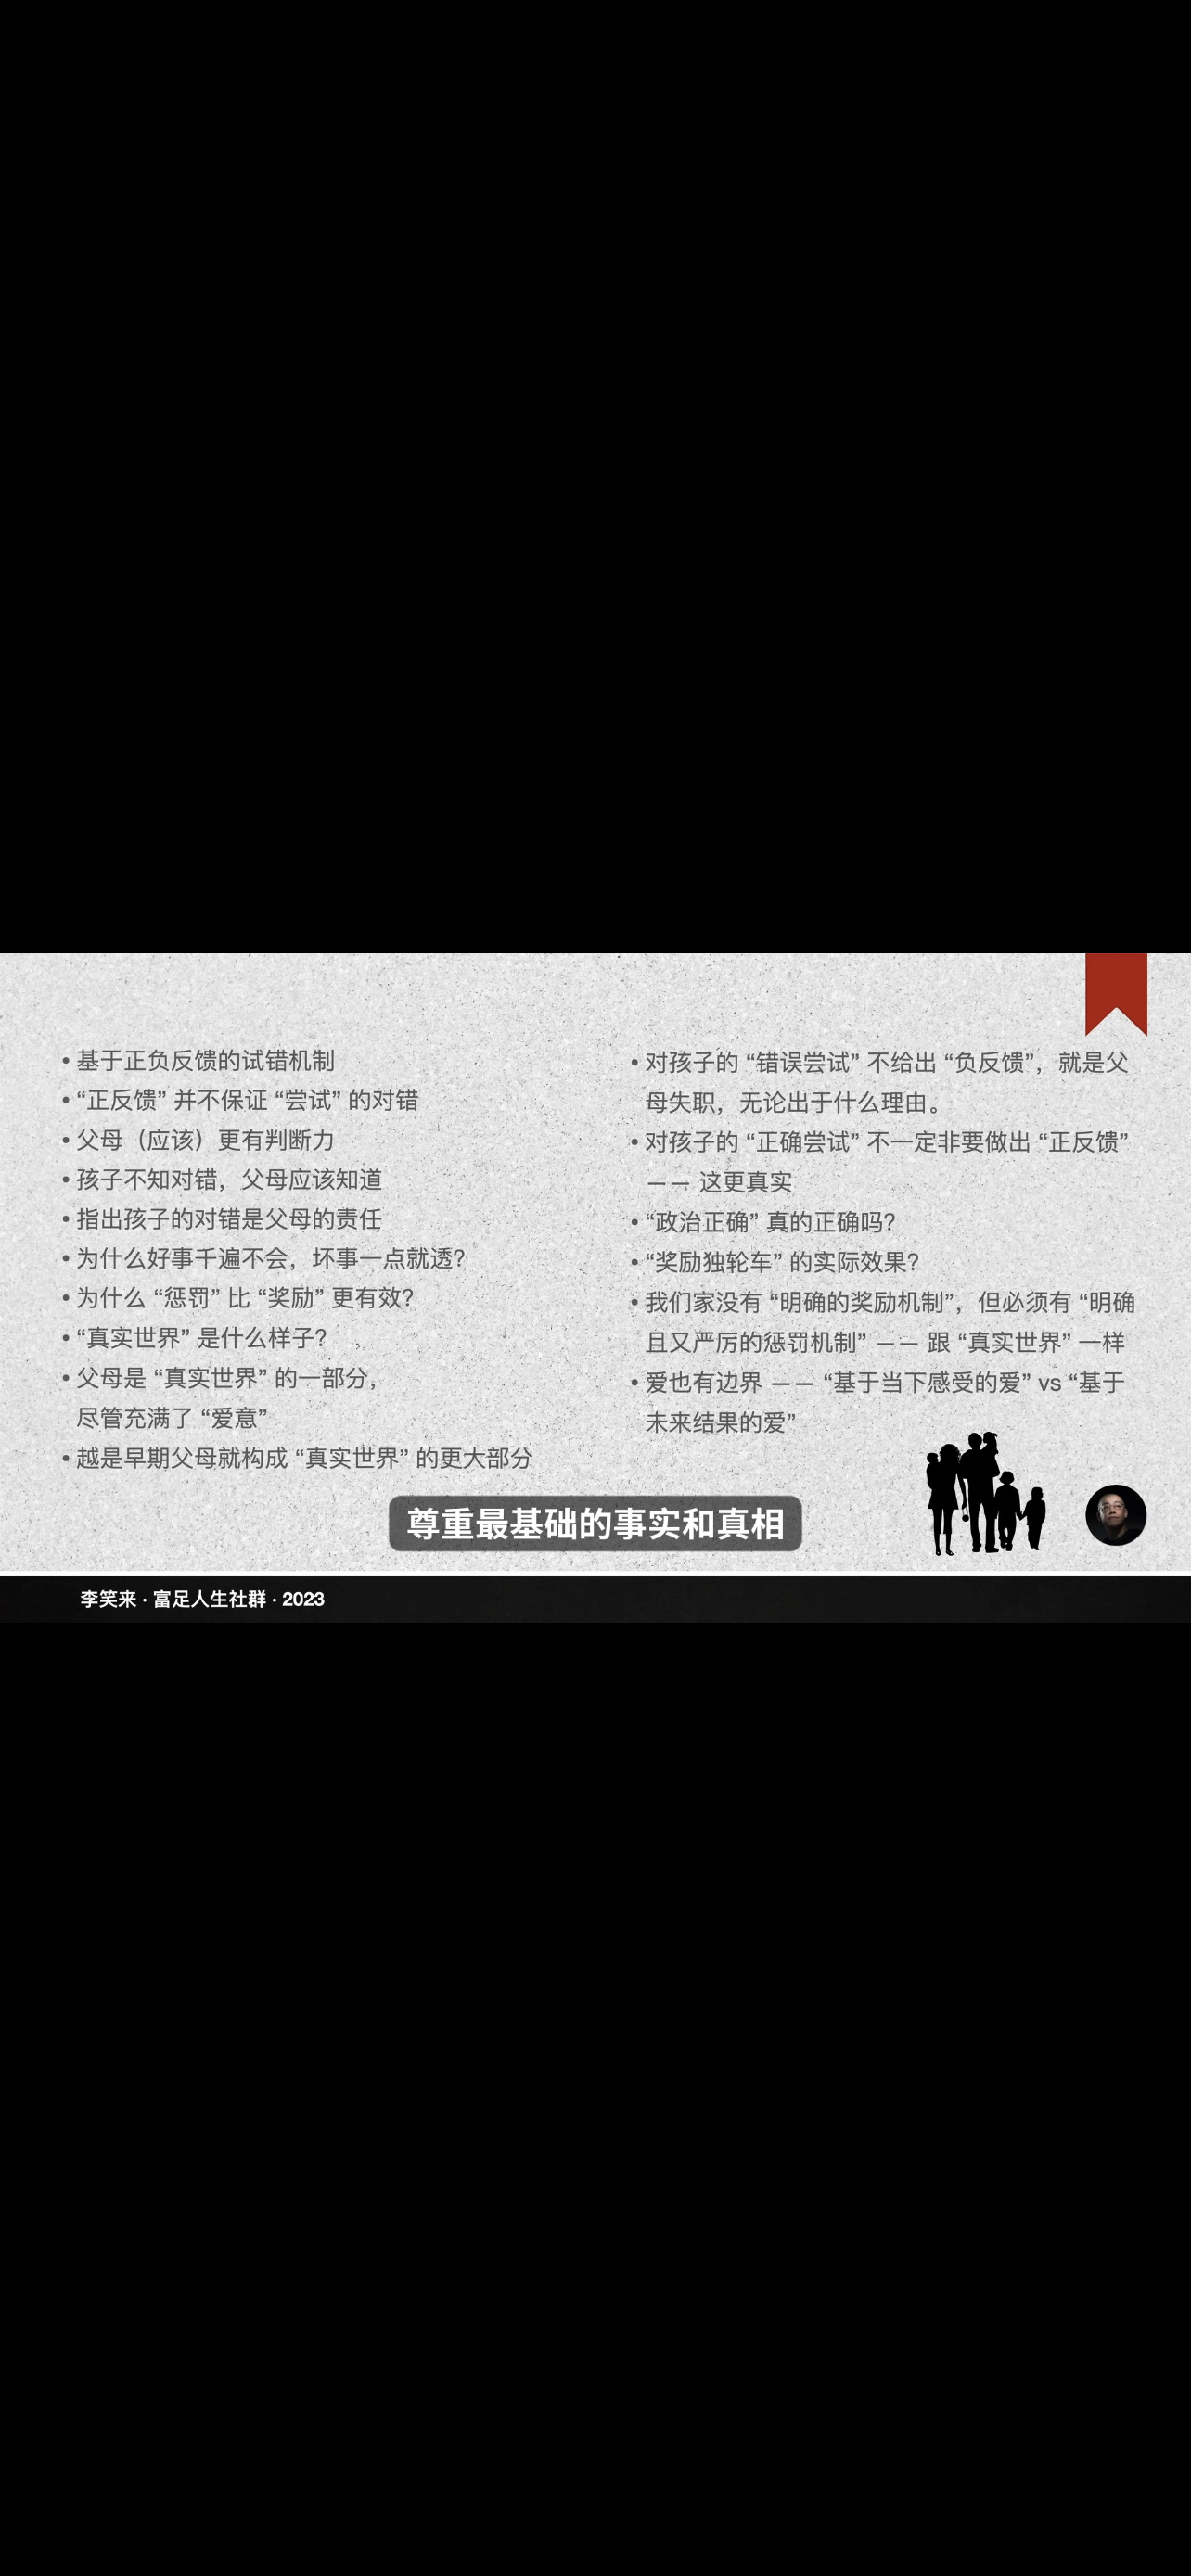 • 基于正负反馈的试错机制
• “正反馈” 并不保证 “尝试” 的对错
• 父母（应该）更有判断力
• 孩子不知对错，父母应该知道
• 指出孩子的对错是父母的责任
• 为什么好事千遍不会，坏事一点就透？
• 为什么 “惩罚” 比 “奖励” 更有效？
• “真实世界” 是什么样子？
• 父母是 “真实世界” 的一部分，
尽管充满了 “爱意”
• 越是早期父母就构成 “真实世界” 的更大部分
• 对孩子的 “错误尝试” 不给出 “负反馈”，就是父
母失职，无论出于什么理由。
• 对孩子的 “正确尝试” 不一定非要做出 “正反馈”
—— 这更真实
• “政治正确” 真的正确吗？
• “奖励独轮车” 的实际效果？
• 我们家没有 “明确的奖励机制”，但必须有 “明确
且又严厉的惩罚机制” —— 跟 “真实世界” 一样
• 爱也有边界 —— “基于当下感受的爱” vs “基于
未来结果的爱”
尊重最基础的事实和真相
李笑来 · 富足人生社群 · 2023